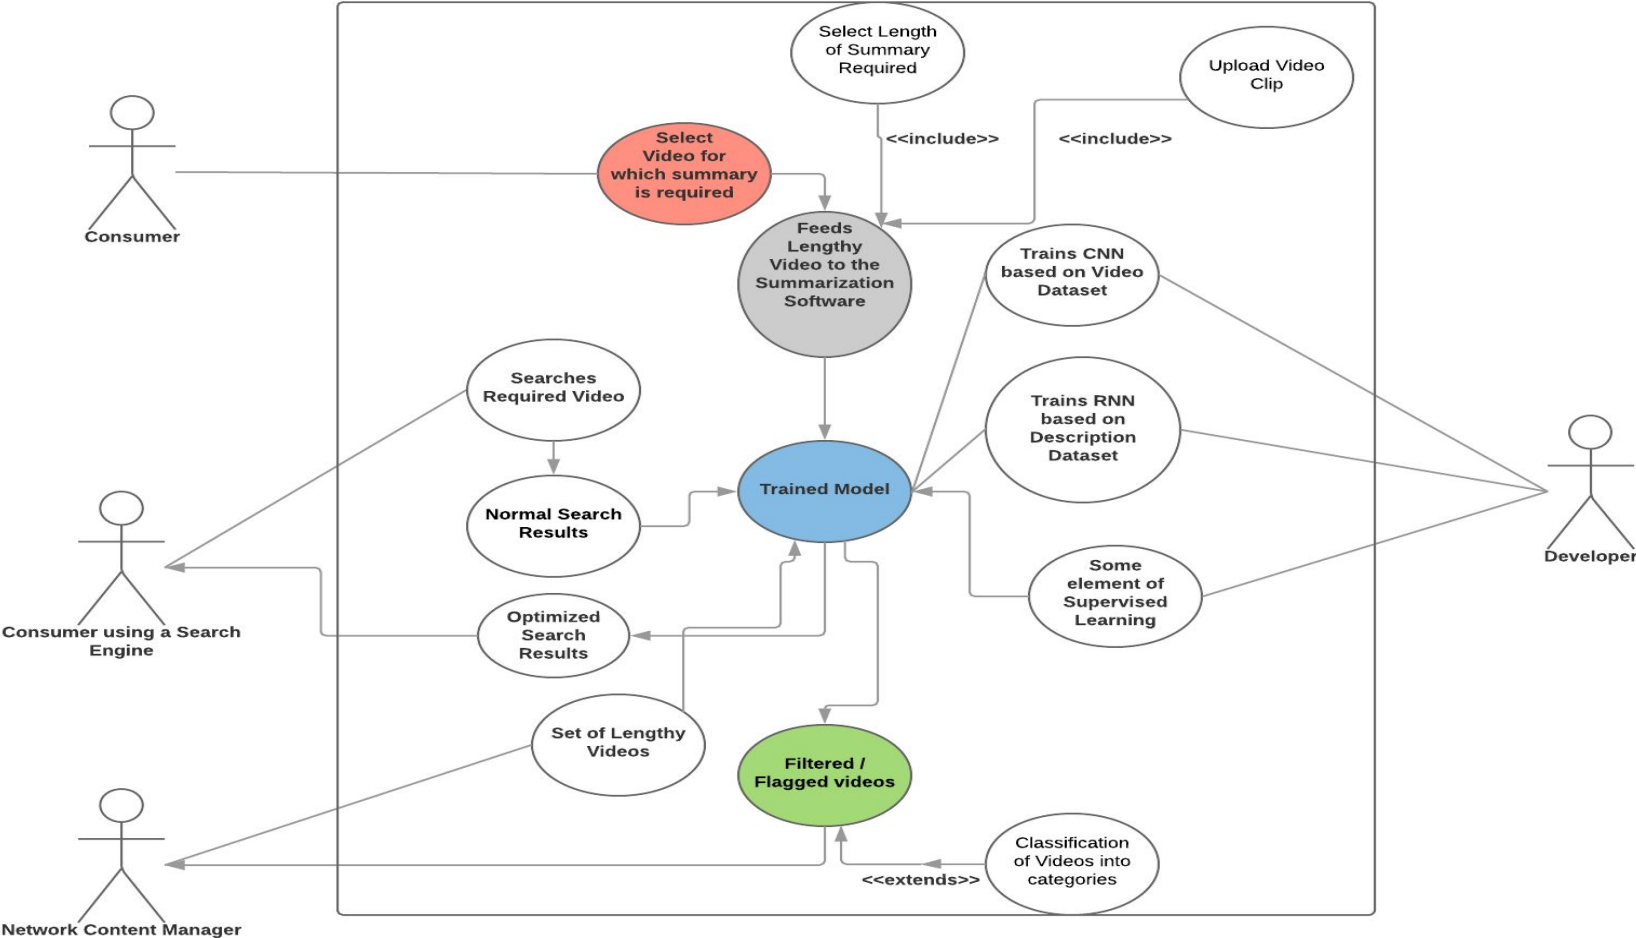 Select Length
of Summary
Required
Upload Video
Clip
<<include>>
<<include>>
Select
Video for
which summary
is required
Consumer
Feeds
Lengthy
Video to the
Summarization
Software
Trains CNN
based on Video
Dataset
Searches
Required Video
Trains RNN
based on
Description
Dataset
Trained Model
Normal Search
Results
Developer
Some
element of
Supervised
Learning
Optimized
Search
Results
Consumer using a Search
Engine
Set of Lengthy
Videos
Filtered /
Flagged videos
Classification
of Videos into
categories
<<extends>>
Network Content Manager